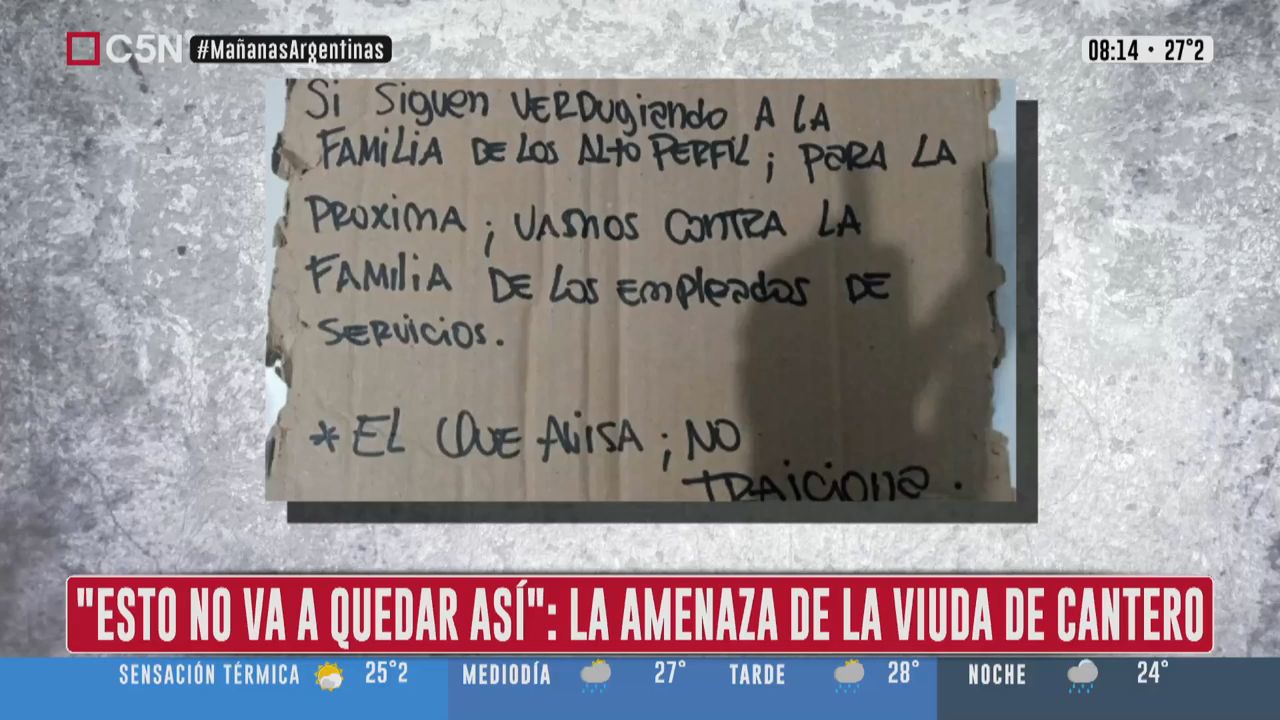 C5N #MañanasArgentinas
08:14 • 27°2
Si Siguen VERDugiando A LA
FAMiLiA DE LOS ALto PERFiL; PaRA LA
PROXIMA; VAMOS CONTRA LA
FAMiLiA DE LOS EmpLeados DE
SERViCiOS.
* EL QUE AViSA; NO
TRAiCiona.
"ESTO NO VA A QUEDAR ASÍ": LA AMENAZA DE LA VIUDA DE CANTERO
SENSACIÓN TÉRMICA 25°2 MEDIODÍA 27° TARDE 28° NOCHE 24°